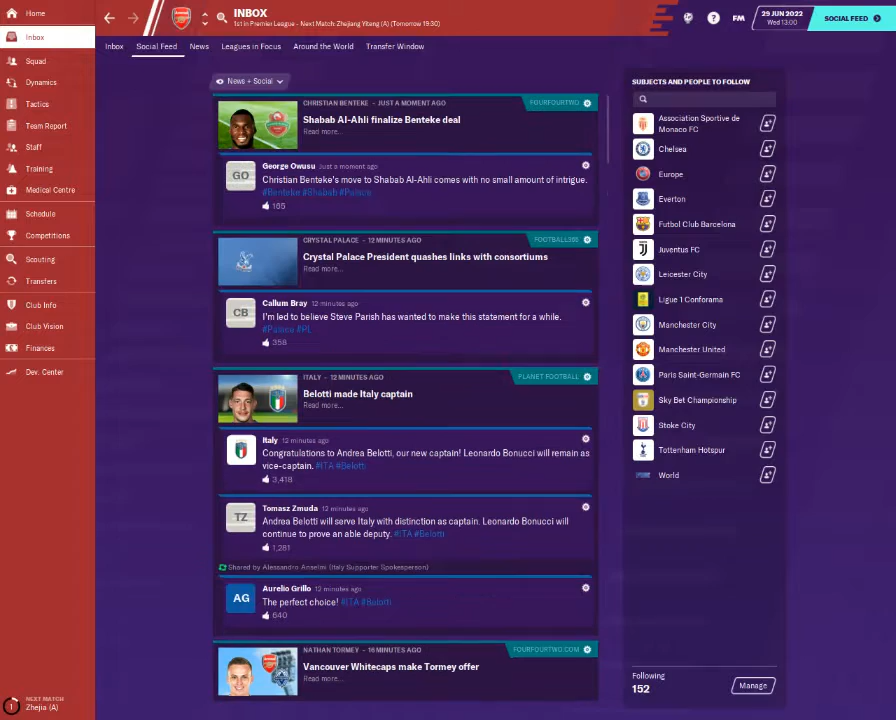 Home
Inbox
Squad
Dynamics
Tactics
Team Report
Staff
Training
Medical Centre
Schedule
Competitions
Scouting
Transfers
Club Info
Club Vision
Finances
Dev. Center
NEXT MATCH
Zhejia (A)
INBOX
1st in Premier League - Next Match: Zhejiang Yiteng (A) (Tomorrow 19:30)
FM
29 JUN 2022
Wed 13:00
SOCIAL FEED
Inbox Social Feed News Leagues in Focus Around the World Transfer Window
News + Social
CHRISTIAN BENTEKE - JUST A MOMENT AGO
FOURFOURTWO
Shabab Al-Ahli finalize Benteke deal
Read more...
GO
George Owusu Just a moment ago
Christian Benteke's move to Shabab Al-Ahli comes with no small amount of intrigue.
#Benteke #Shabab #Palace
165
CRYSTAL PALACE - 12 MINUTES AGO
FOOTBALL365
Crystal Palace President quashes links with consortiums
Read more...
CB
Callum Bray 12 minutes ago
I'm led to believe Steve Parish has wanted to make this statement for a while.
#Palace #PL
358
ITALY - 12 MINUTES AGO
PLANET FOOTBALL
Belotti made Italy captain
Read more...
Italy 12 minutes ago
Congratulations to Andrea Belotti, our new captain! Leonardo Bonucci will remain as
vice-captain. #ITA #Belotti
3,418
TZ
Tomasz Zmuda 12 minutes ago
Andrea Belotti will serve Italy with distinction as captain. Leonardo Bonucci will
continue to prove an able deputy. #ITA #Belotti
1,281
Shared by Alessandro Anselmi (Italy Supporter Spokesperson)
AG
Aurelio Grillo 12 minutes ago
The perfect choice! #ITA #Belotti
640
NATHAN TORMEY - 16 MINUTES AGO
FOURFOURTWO.COM
Vancouver Whitecaps make Tormey offer
Read more...
SUBJECTS AND PEOPLE TO FOLLOW
Association Sportive de
Monaco FC
Chelsea
Europe
Everton
Futbol Club Barcelona
Juventus FC
Leicester City
Ligue 1 Conforama
Manchester City
Manchester United
Paris Saint-Germain FC
Sky Bet Championship
Stoke City
Tottenham Hotspur
World
Following
152
Manage